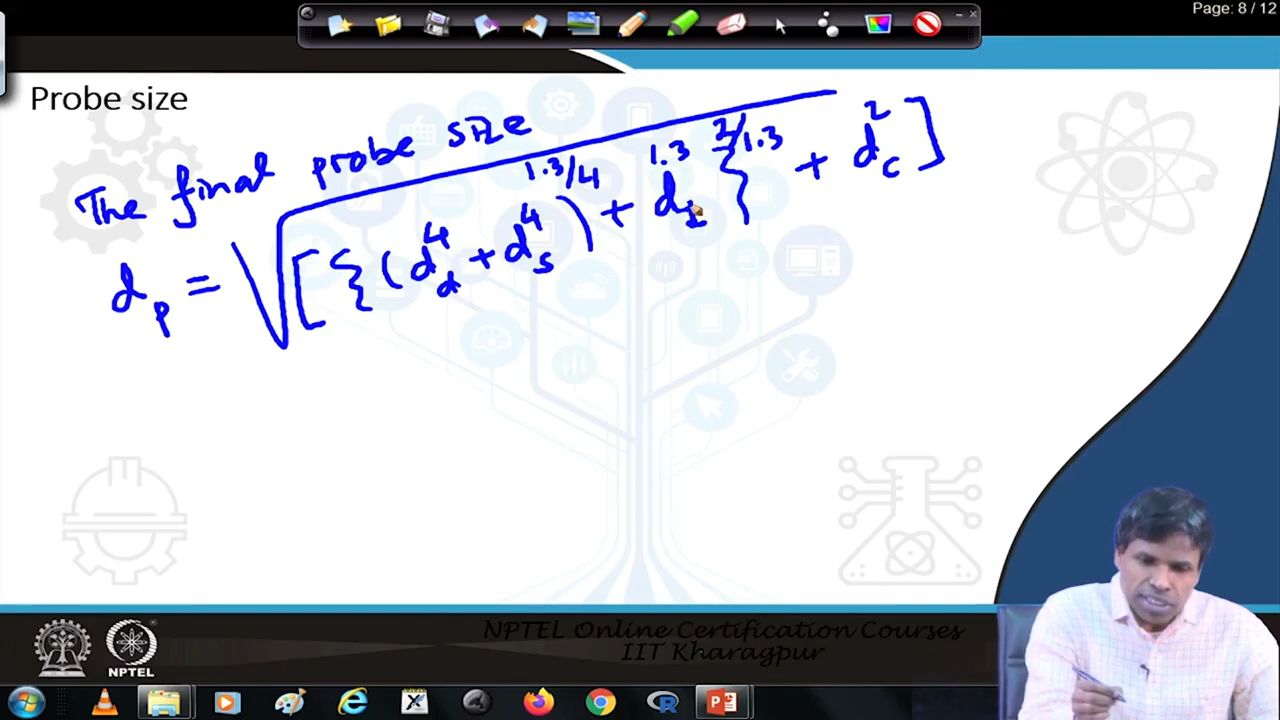 Page: 8 / 12
Probe size
The final probe size
d_p = √[{(d_d^4 + d_s^4)^{1.3/4} + d_i^{1.3}}^{2/1.3} + d_c^2]
NPTEL Online Certification Courses
IIT Kharagpur
NPTEL